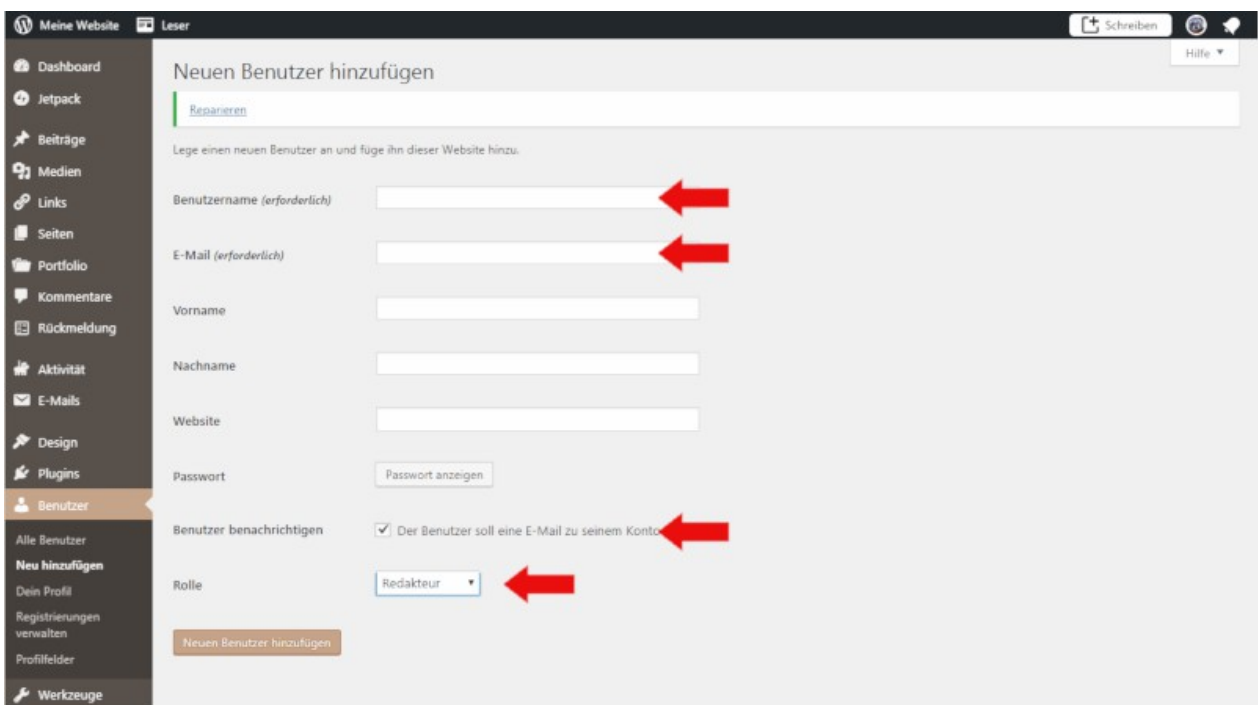 Meine Website Leser Schreiben
Hilfe
Dashboard
Jetpack
Beiträge
Medien
Links
Seiten
Portfolio
Kommentare
Rückmeldung
Aktivität
E-Mails
Design
Plugins
Benutzer
Alle Benutzer
Neu hinzufügen
Dein Profil
Registrierungen
verwalten
Profilfelder
Werkzeuge
Neuen Benutzer hinzufügen
Reparieren
Lege einen neuen Benutzer an und füge ihn dieser Website hinzu.
Benutzername (erforderlich)
E-Mail (erforderlich)
Vorname
Nachname
Website
Passwort Passwort anzeigen
Benutzer benachrichtigen Der Benutzer soll eine E-Mail zu seinem Konto
Rolle Redakteur
Neuen Benutzer hinzufügen